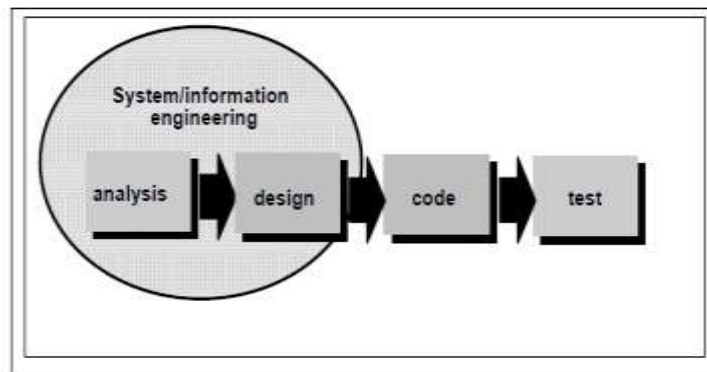 System/information
engineering
analysis
design
code
test